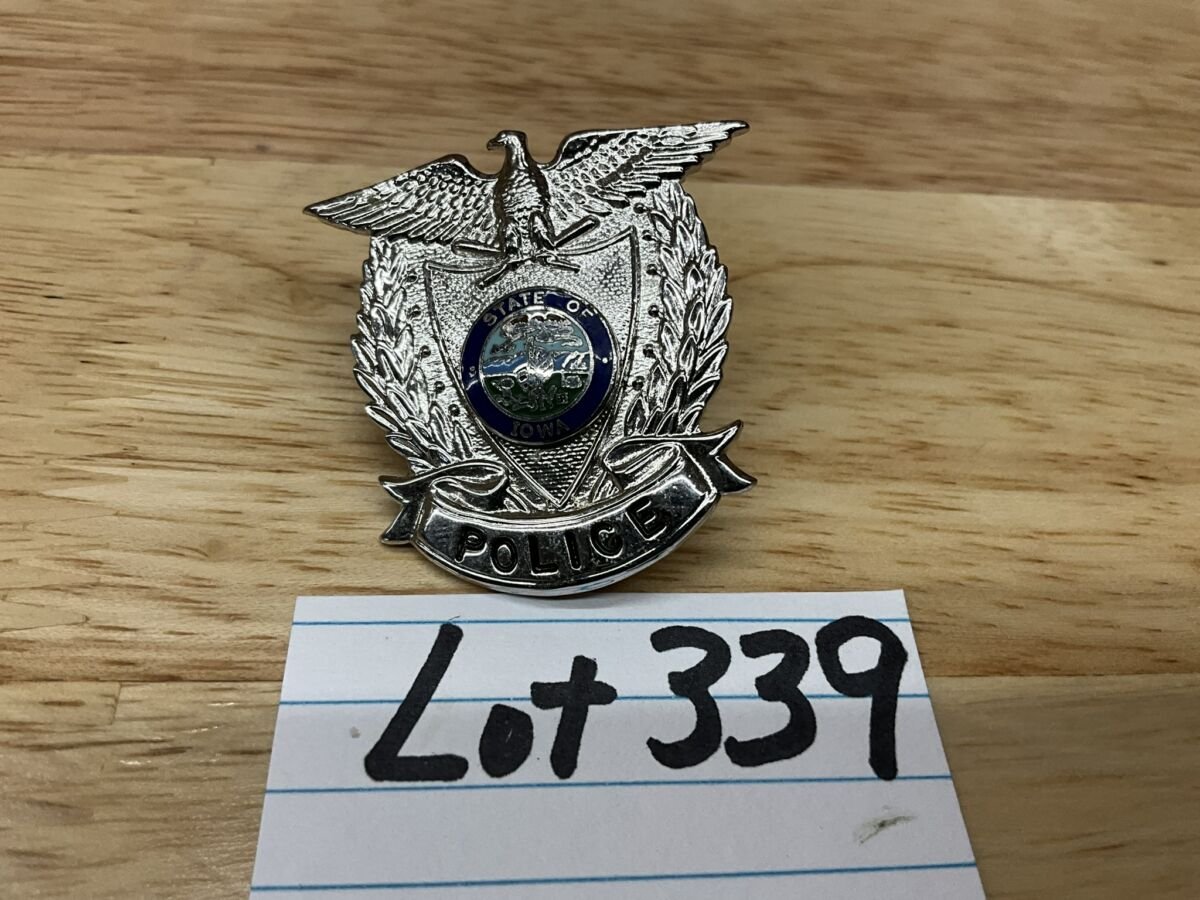 STATE OF
IOWA
POLICE
Lot 339